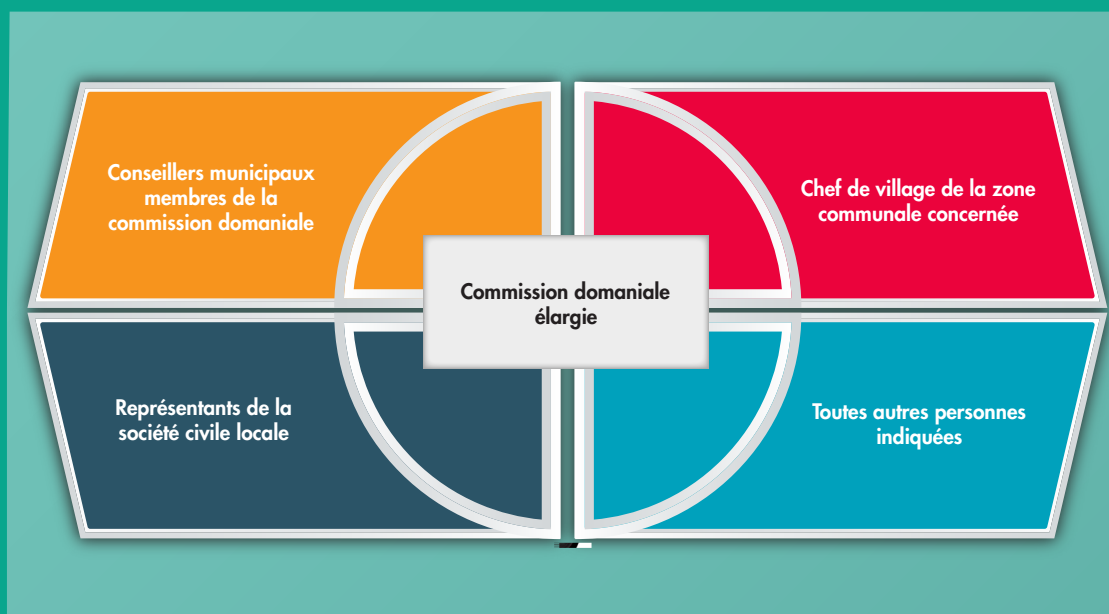 Conseillers municipaux
membres de la
commission domaniale
Chef de village de la zone
communale concernée
Commission domaniale
élargie
Représentants de la
société civile locale
Toutes autres personnes
indiquées